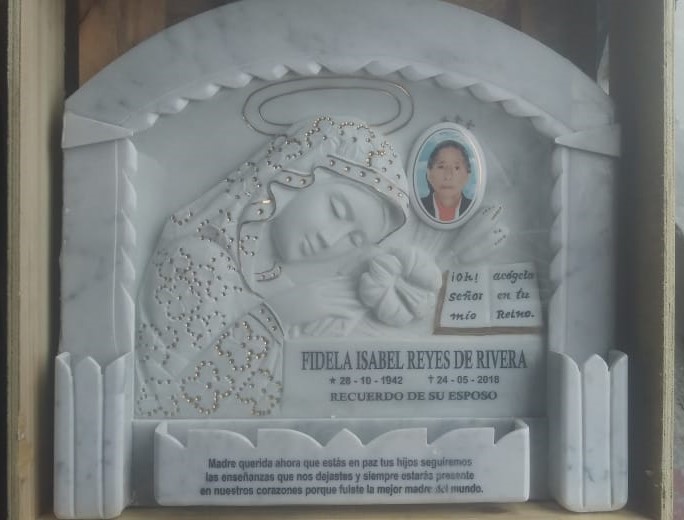 ¡Oh! acógela
señor en tu
mío Reino.
FIDELA ISABEL REYES DE RIVERA
★ 28 - 10 - 1942 ✝ 24 - 05 - 2018
RECUERDO DE SU ESPOSO
Madre querida ahora que estás en paz tus hijos seguiremos
las enseñanzas que nos dejastes y siempre estarás presente
en nuestros corazones porque fuiste la mejor madre del mundo.